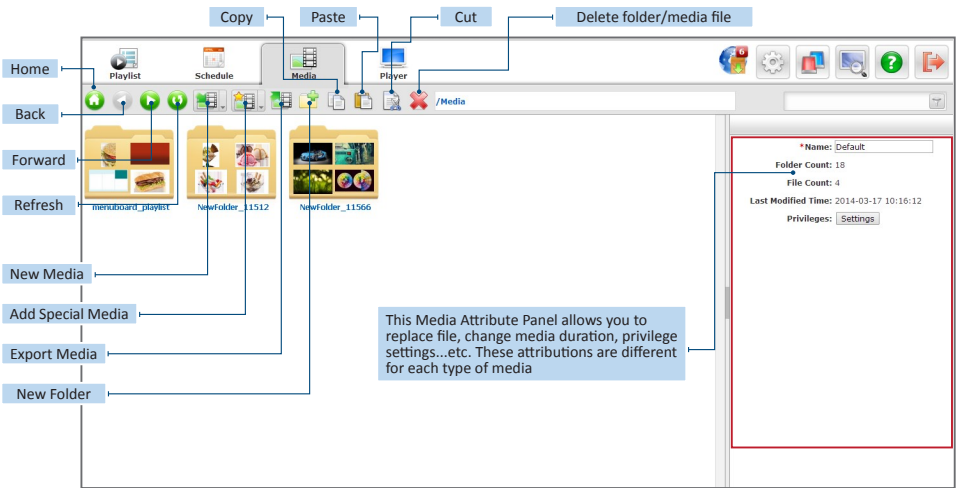 Copy
Paste
Cut
Delete folder/media file
Home
Playlist
Schedule
Media
Player
6
?
Back
/Media
Forward
menuboard_playlist
NewFolder_11512
NewFolder_11566
*Name: Default
Folder Count: 18
File Count: 4
Last Modified Time: 2014-03-17 10:16:12
Privileges: Settings
Refresh
New Media
Add Special Media
Export Media
New Folder
This Media Attribute Panel allows you to
replace file, change media duration, privilege
settings...etc. These attributions are different
for each type of media